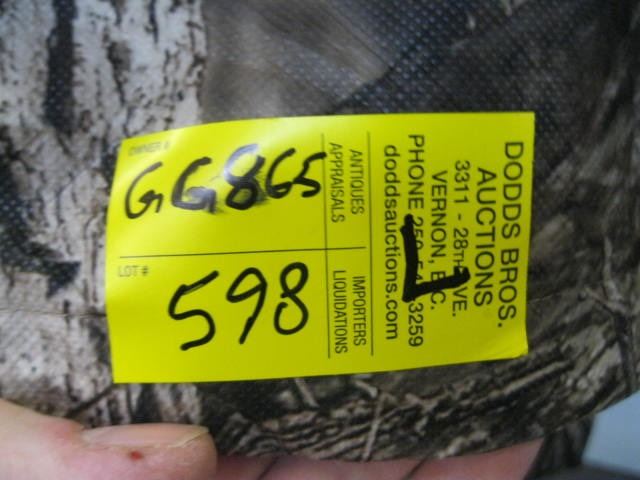 OWNER #
GG865
LOT #
598
ANTIQUES
APPRAISALS
IMPORTERS
LIQUIDATIONS
DODDS BROS.
AUCTIONS
3311 - 28TH AVE.
VERNON, B.C.
PHONE 250 3259
doddsauctions.com
L